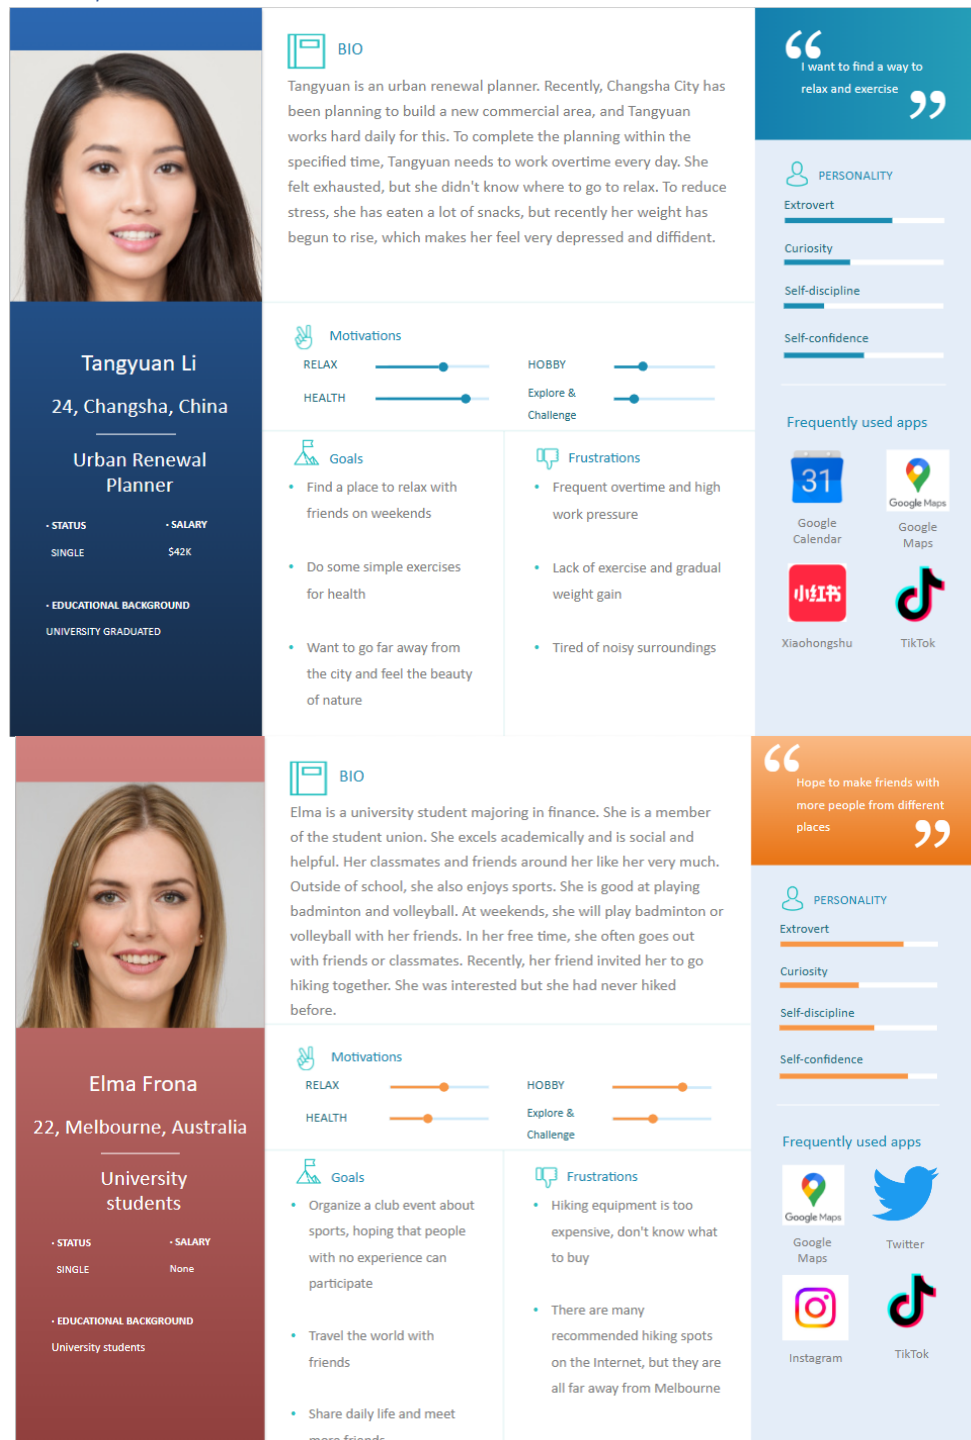 Tangyuan Li
24, Changsha, China
Urban Renewal
Planner
· STATUS
· SALARY
SINGLE
$42K
· EDUCATIONAL BACKGROUND
UNIVERSITY GRADUATED
BIO
Tangyuan is an urban renewal planner. Recently, Changsha City has
been planning to build a new commercial area, and Tangyuan
works hard daily for this. To complete the planning within the
specified time, Tangyuan needs to work overtime every day. She
felt exhausted, but she didn't know where to go to relax. To reduce
stress, she has eaten a lot of snacks, but recently her weight has
begun to rise, which makes her feel very depressed and diffident.
Motivations
RELAX
HOBBY
HEALTH
Explore &
Challenge
Goals
• Find a place to relax with
friends on weekends
• Do some simple exercises
for health
• Want to go far away from
the city and feel the beauty
of nature
Frustrations
• Frequent overtime and high
work pressure
• Lack of exercise and gradual
weight gain
• Tired of noisy surroundings
“
I want to find a way to
relax and exercise
”
PERSONALITY
Extrovert
Curiosity
Self-discipline
Self-confidence
Frequently used apps
31
Google Maps
Google
Calendar
Google
Maps
小红书
Xiaohongshu
TikTok
Elma Frona
22, Melbourne, Australia
University
students
· STATUS
· SALARY
SINGLE
None
· EDUCATIONAL BACKGROUND
University students
BIO
Elma is a university student majoring in finance. She is a member
of the student union. She excels academically and is social and
helpful. Her classmates and friends around her like her very much.
Outside of school, she also enjoys sports. She is good at playing
badminton and volleyball. At weekends, she will play badminton or
volleyball with her friends. In her free time, she often goes out
with friends or classmates. Recently, her friend invited her to go
hiking together. She was interested but she had never hiked
before.
Motivations
RELAX
HOBBY
HEALTH
Explore &
Challenge
Goals
• Organize a club event about
sports, hoping that people
with no experience can
participate
• Travel the world with
friends
• Share daily life and meet
more friends
Frustrations
• Hiking equipment is too
expensive, don't know what
to buy
• There are many
recommended hiking spots
on the Internet, but they are
all far away from Melbourne
“
Hope to make friends with
more people from different
places
”
PERSONALITY
Extrovert
Curiosity
Self-discipline
Self-confidence
Frequently used apps
Google Maps
Google
Maps
Twitter
Instagram
TikTok